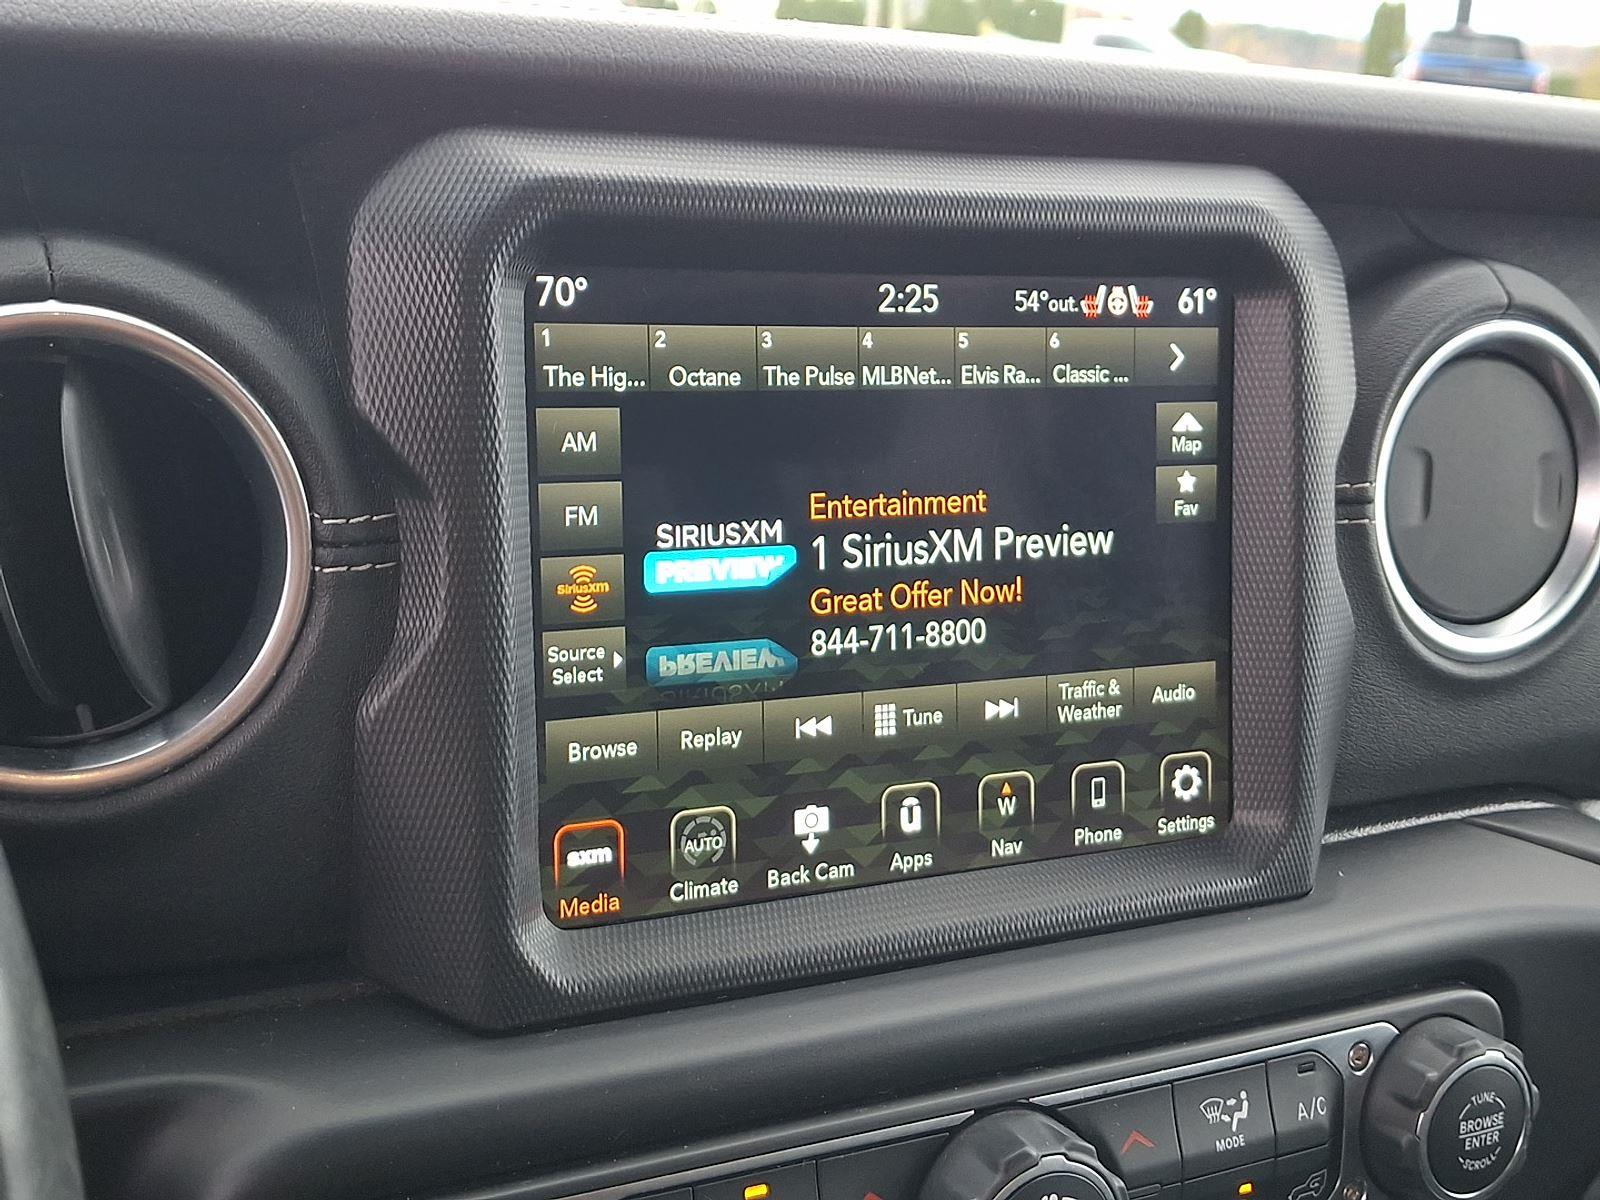 70° 2:25 54°out. 61°
1 2 3 4 5 6
The Hig... Octane The Pulse MLBNet... Elvis Ra... Classic ...
AM
Map
FM
Fav
SiriusXM
Source
Select
SIRIUSXM
PREVIEW
Entertainment
1 SiriusXM Preview
Great Offer Now!
844-711-8800
Browse Replay Tune Traffic &
Weather Audio
sxm AUTO W
Media Climate Back Cam Apps Nav Phone Settings
MODE
A/C
TUNE
BROWSE
ENTER
SCROLL